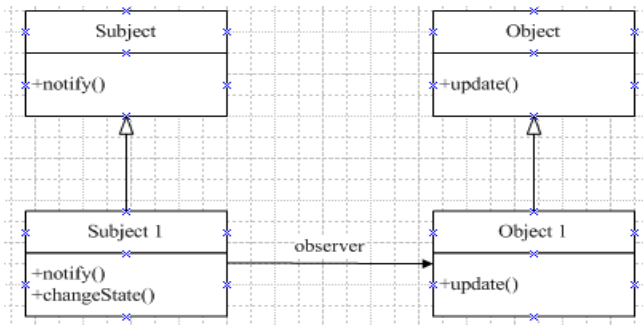 Subject
+notify()
Object
+update()
Subject 1
+notify()
+changeState()
observer
Object 1
+update()